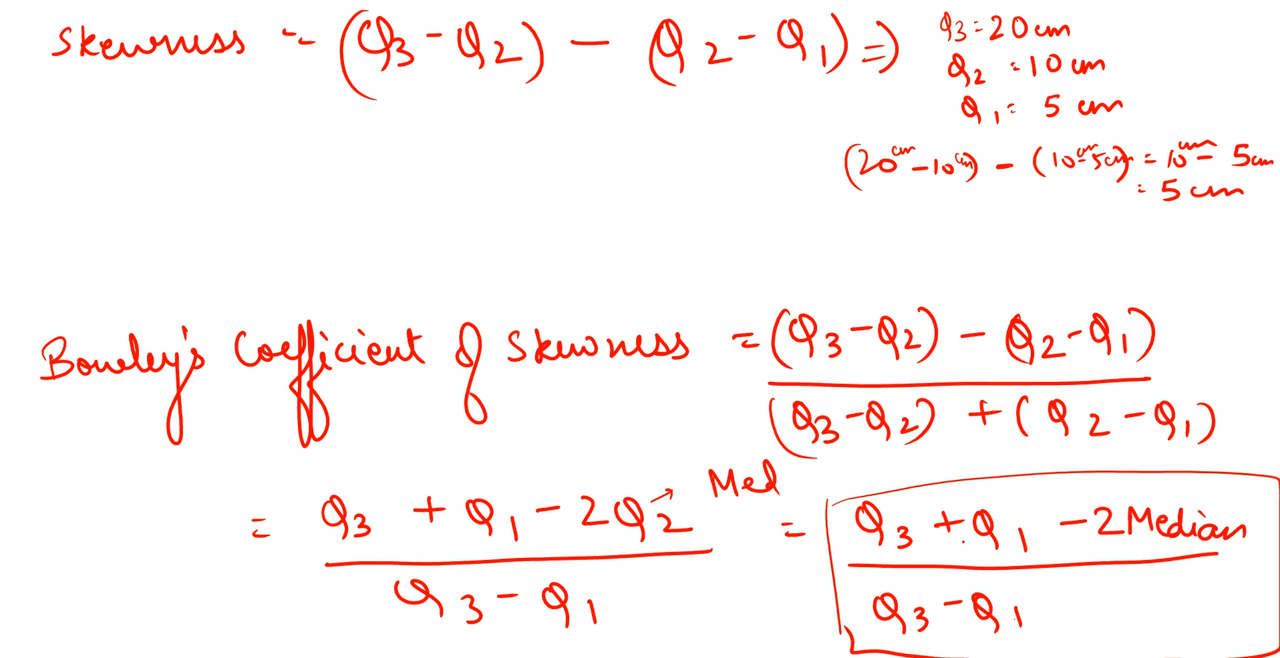 Skewness = (Q3 - Q2) - (Q2 - Q1) =>
Q3 = 20 cm
Q2 = 10 cm
Q1 = 5 cm
(20cm - 10cm) - (10cm - 5cm) = 10cm - 5cm
= 5 cm
Bowley's Coefficient of Skewness = (Q3 - Q2) - (Q2 - Q1)
(Q3 - Q2) + (Q2 - Q1)
= Q3 + Q1 - 2Q2 → Med = Q3 + Q1 - 2 Median
Q3 - Q1 Q3 - Q1